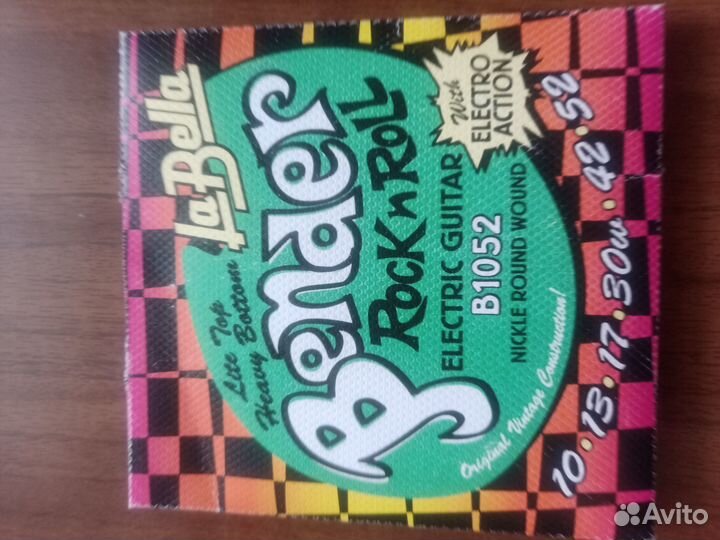 La Bella
Lite Top
Heavy Bottom
Bender
ROCK n ROLL
With
ELECTRO
ACTION
ELECTRIC GUITAR
B1052
NICKLE ROUND WOUND
Original Vintage Construction!
10•13•17•30w•42•52
Avito